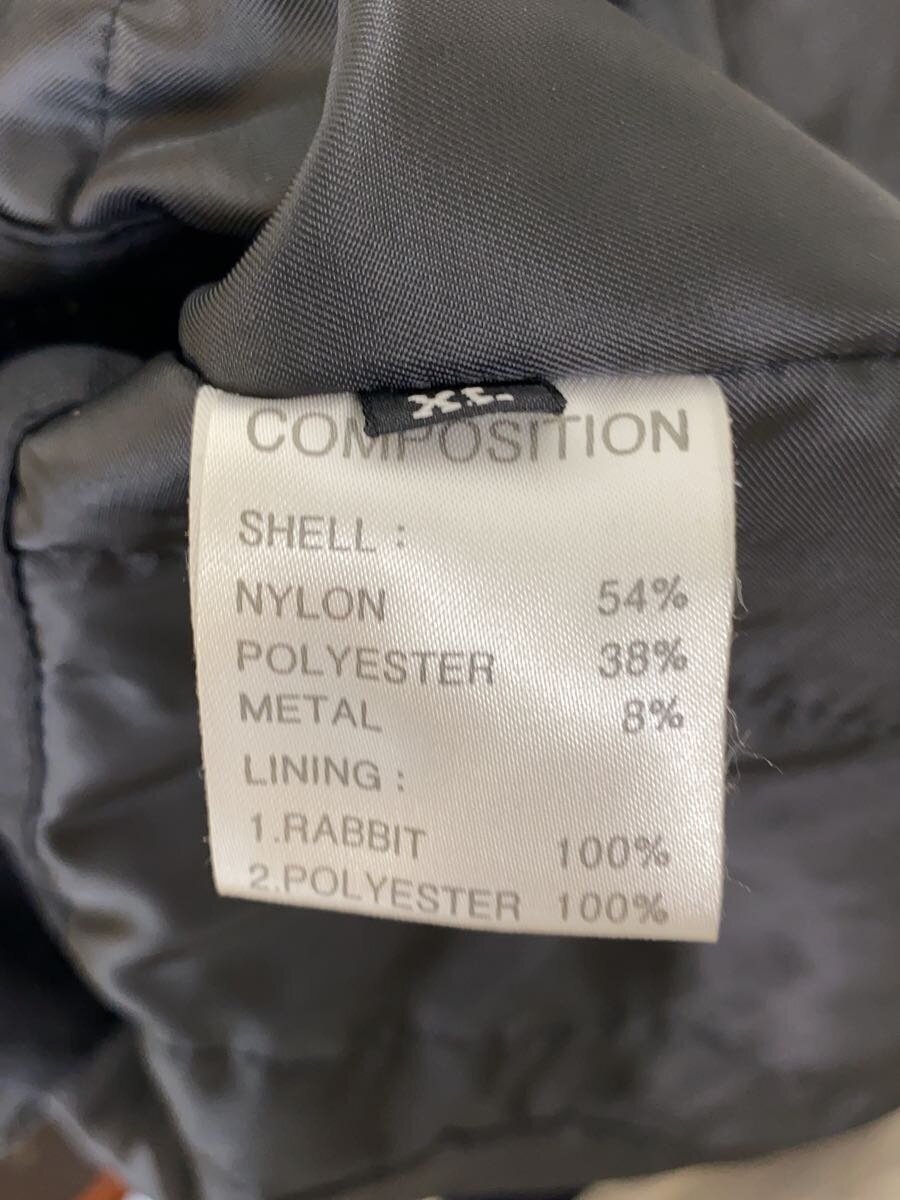 XL
COMPOSITION
SHELL :
NYLON 54%
POLYESTER 38%
METAL 8%
LINING :
1.RABBIT 100%
2.POLYESTER 100%